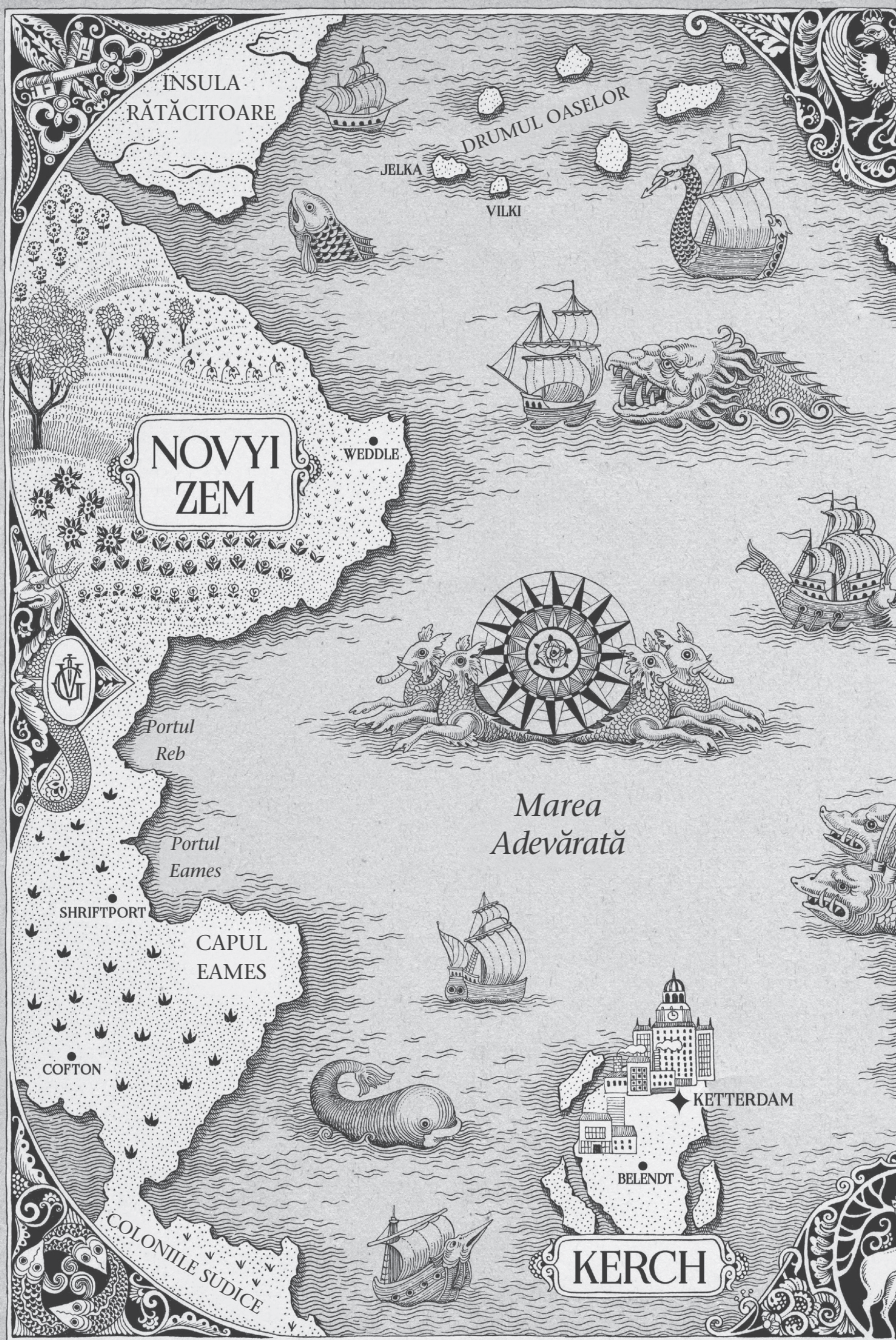 INSULA
RĂTĂCITOARE
DRUMUL OASELOR
JELKA
VILKI
NOVYI
ZEM
WEDDLE
Portul
Reb
Marea
Adevărată
Portul
Eames
SHRIFTPORT
CAPUL
EAMES
COFTON
KETTERDAM
BELENDT
COLONIILE SUDICE
KERCH